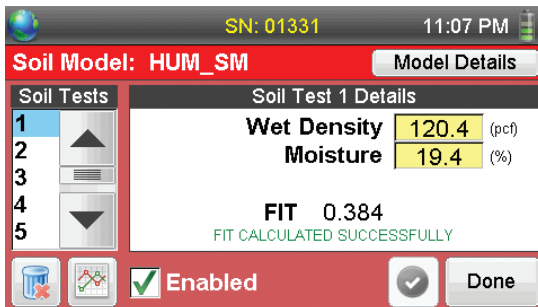 SN: 01331 11:07 PM
Soil Model: HUM_SM Model Details
Soil Tests Soil Test 1 Details
1 Wet Density 120.4 (pcf)
2 Moisture 19.4 (%)
3
4 FIT 0.384
5 FIT CALCULATED SUCCESSFULLY
Enabled Done